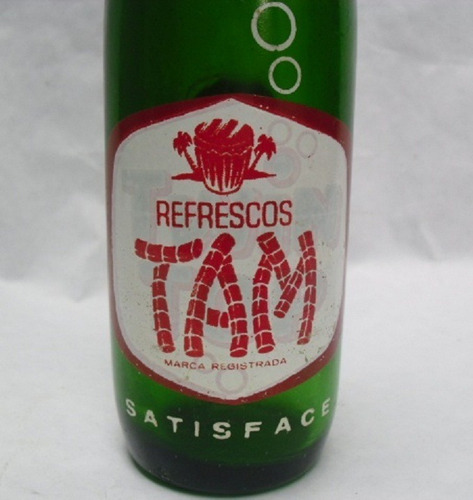 REFRESCOS
TAM
MARCA REGISTRADA
SATISFACE